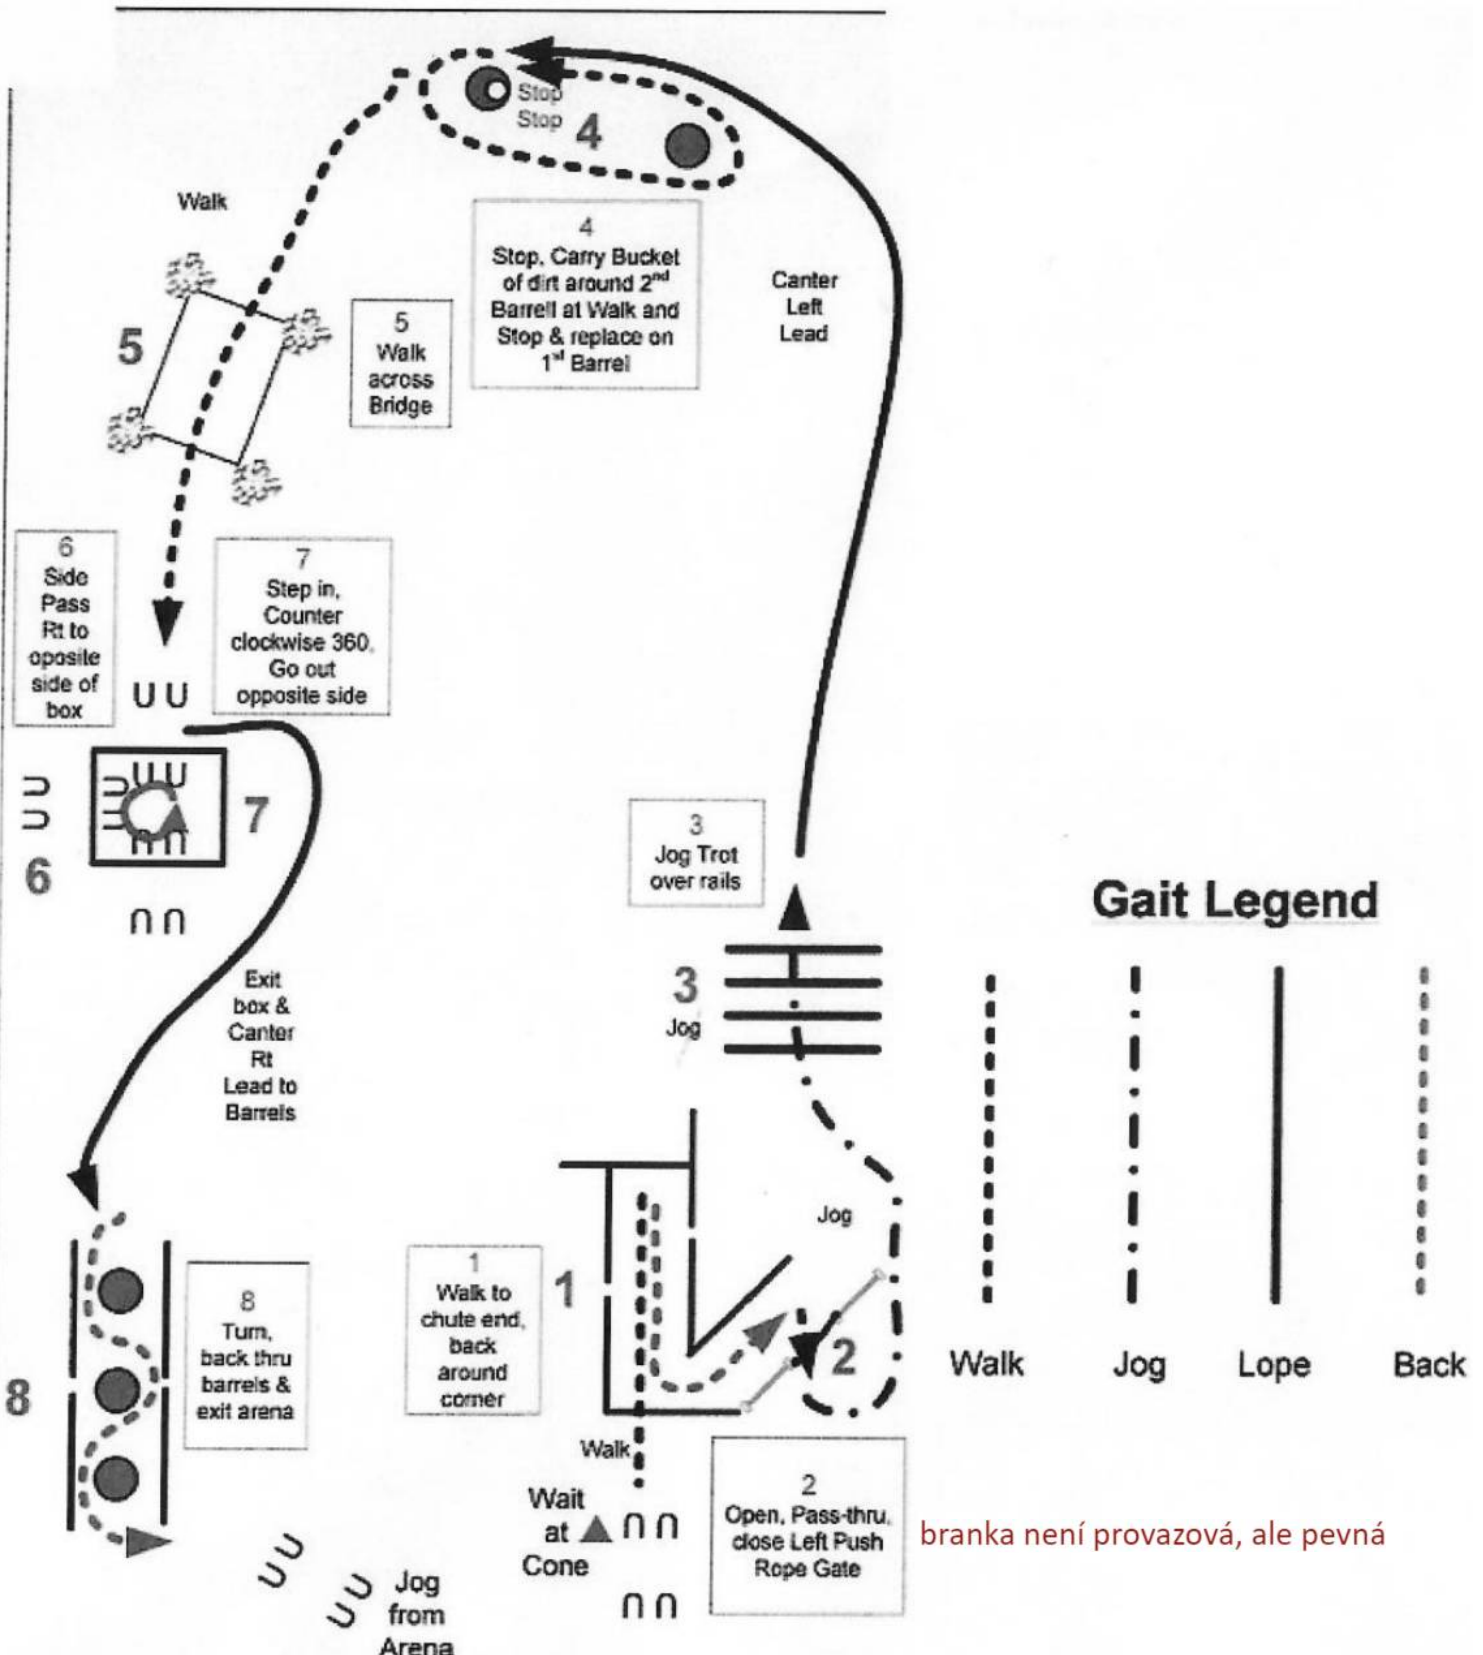 Stop
Stop
4
Walk
4
Stop, Carry Bucket
of dirt around 2nd
Barrell at Walk and
Stop & replace on
1st Barrel
Canter
Left
Lead
5
5
Walk
across
Bridge
6
Side
Pass
Rt to
oposite
side of
box
7
Step in,
Counter
clockwise 360,
Go out
opposite side
7
6
3
Jog Trot
over rails
3
Jog
Gait Legend
Walk
Jog
Lope
Back
Exit
box &
Canter
Rt
Lead to
Barrels
Jog
1
Walk to
chute end,
back
around
corner
1
2
8
Turn,
back thru
barrels &
exit arena
8
Walk
Wait
at
Cone
2
Open, Pass-thru,
close Left Push
Rope Gate
branka není provazová, ale pevná
Jog
from
Arena